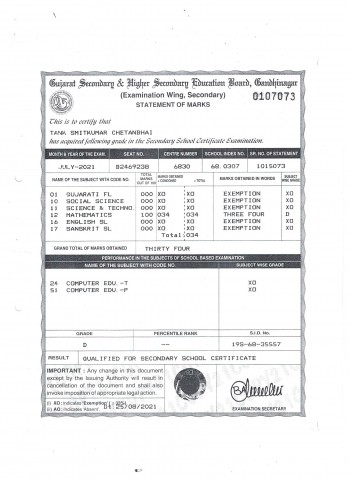 Gujarat Secondary & Higher Secondary Education Board, Gandhinagar
(Examination Wing, Secondary)
0107073
STATEMENT OF MARKS
This is to certify that
TANK SMITKUMAR CHETANBHAI
has acquired following grade in the Secondary School Certificate Examination.
MONTH & YEAR OF THE EXAM SEAT NO. CENTRE NUMBER SCHOOL INDEX NO. SR. NO. OF STATEMENT
JULY-2021 B2469238 6830 68.0307 1015073
NAME OF THE SUBJECT WITH CODE NO. TOTAL MARKS OUT OF 100 MARKS OBTAINED + CONDONED = TOTAL MARKS OBTAINED IN WORDS SUBJECT WISE GRADE
01 GUJARATI FL 000 XO XO EXEMPTION XO
10 SOCIAL SCIENCE 000 XO XO EXEMPTION XO
11 SCIENCE & TECHNO. 000 XO XO EXEMPTION XO
12 MATHEMATICS 100 034 034 THREE FOUR D
16 ENGLISH SL 000 XO XO EXEMPTION XO
17 SANSKRIT SL 000 XO XO EXEMPTION XO
Total: 034
GRAND TOTAL OF MARKS OBTAINED THIRTY FOUR
PERFORMANCE IN THE SUBJECTS OF SCHOOL BASED EXAMINATION
NAME OF THE SUBJECT WITH CODE NO. SUBJECT WISE GRADE
24 COMPUTER EDU.-T XO
51 COMPUTER EDU.-P XO
GRADE PERCENTILE RANK S.I.D. No.
D -- 195-68-35557
RESULT QUALIFIED FOR SECONDARY SCHOOL CERTIFICATE
IMPORTANT : Any change in this document
except by the Issuing Authority will result in
cancellation of the document and shall also
invoke imposition of appropriate legal action.
(i) XO : Indicates 'Exemption'
(ii) AO : Indicates 'Absent'
Dt: 25/08/2021
EXAMINATION SECRETARY